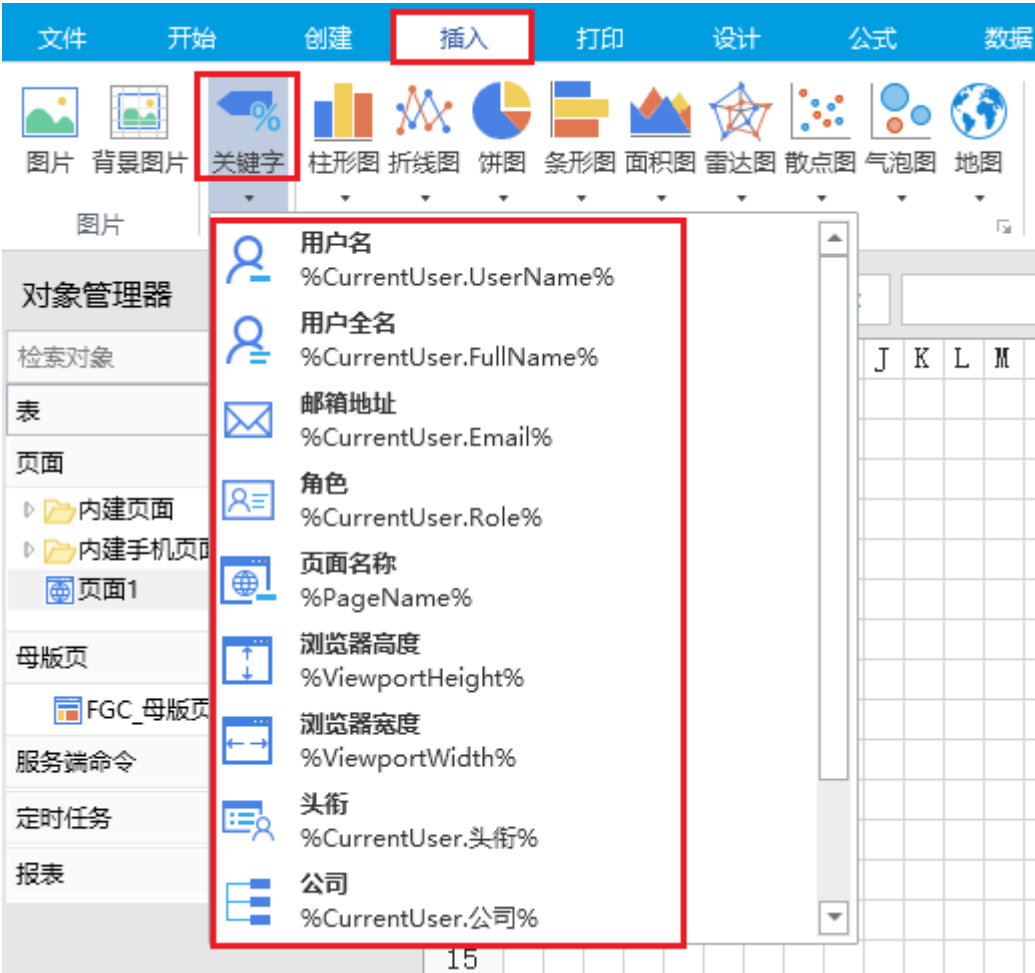 文件 开始 创建 插入 打印 设计 公式 数据
图片 背景图片 关键字 柱形图 折线图 饼图 条形图 面积图 雷达图 散点图 气泡图 地图
图片
对象管理器
检索对象
表
页面
内建页面
内建手机页面
页面1
母版页
FGC_母版页
服务端命令
定时任务
报表
用户名
%CurrentUser.UserName%
用户全名
%CurrentUser.FullName%
邮箱地址
%CurrentUser.Email%
角色
%CurrentUser.Role%
页面名称
%PageName%
浏览器高度
%ViewportHeight%
浏览器宽度
%ViewportWidth%
头衔
%CurrentUser.头衔%
公司
%CurrentUser.公司%
J K L M
15